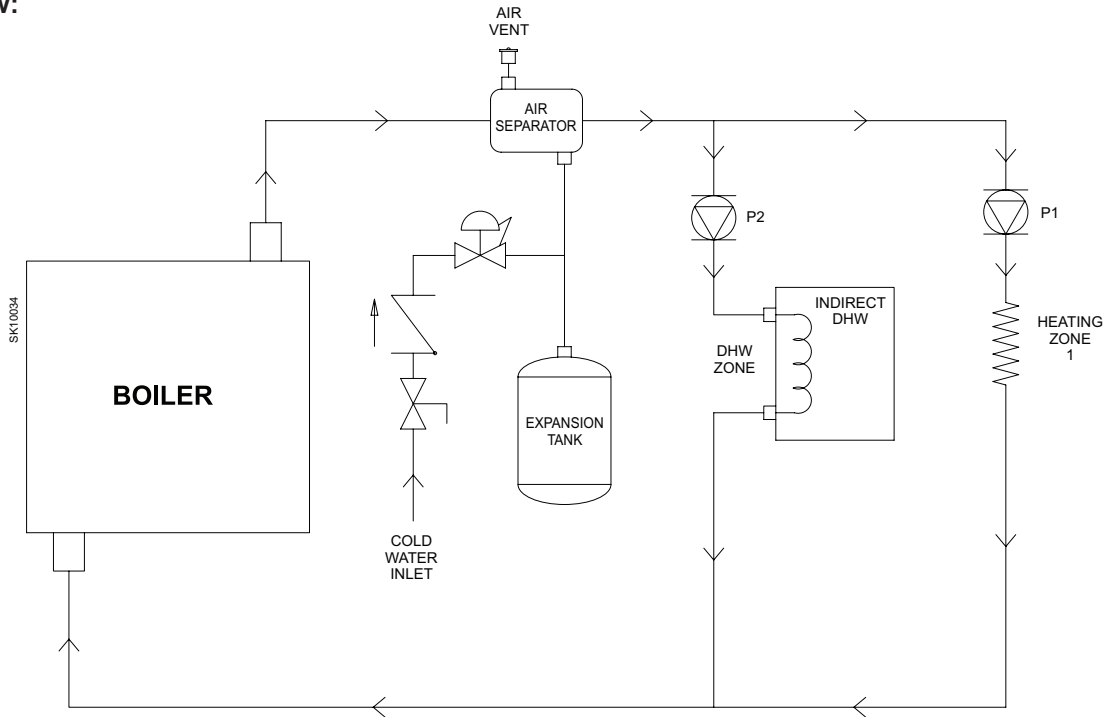 AIR
VENT
AIR
SEPARATOR
P2
P1
SK10034
BOILER
INDIRECT
DHW
DHW
ZONE
HEATING
ZONE
1
EXPANSION
TANK
COLD
WATER
INLET